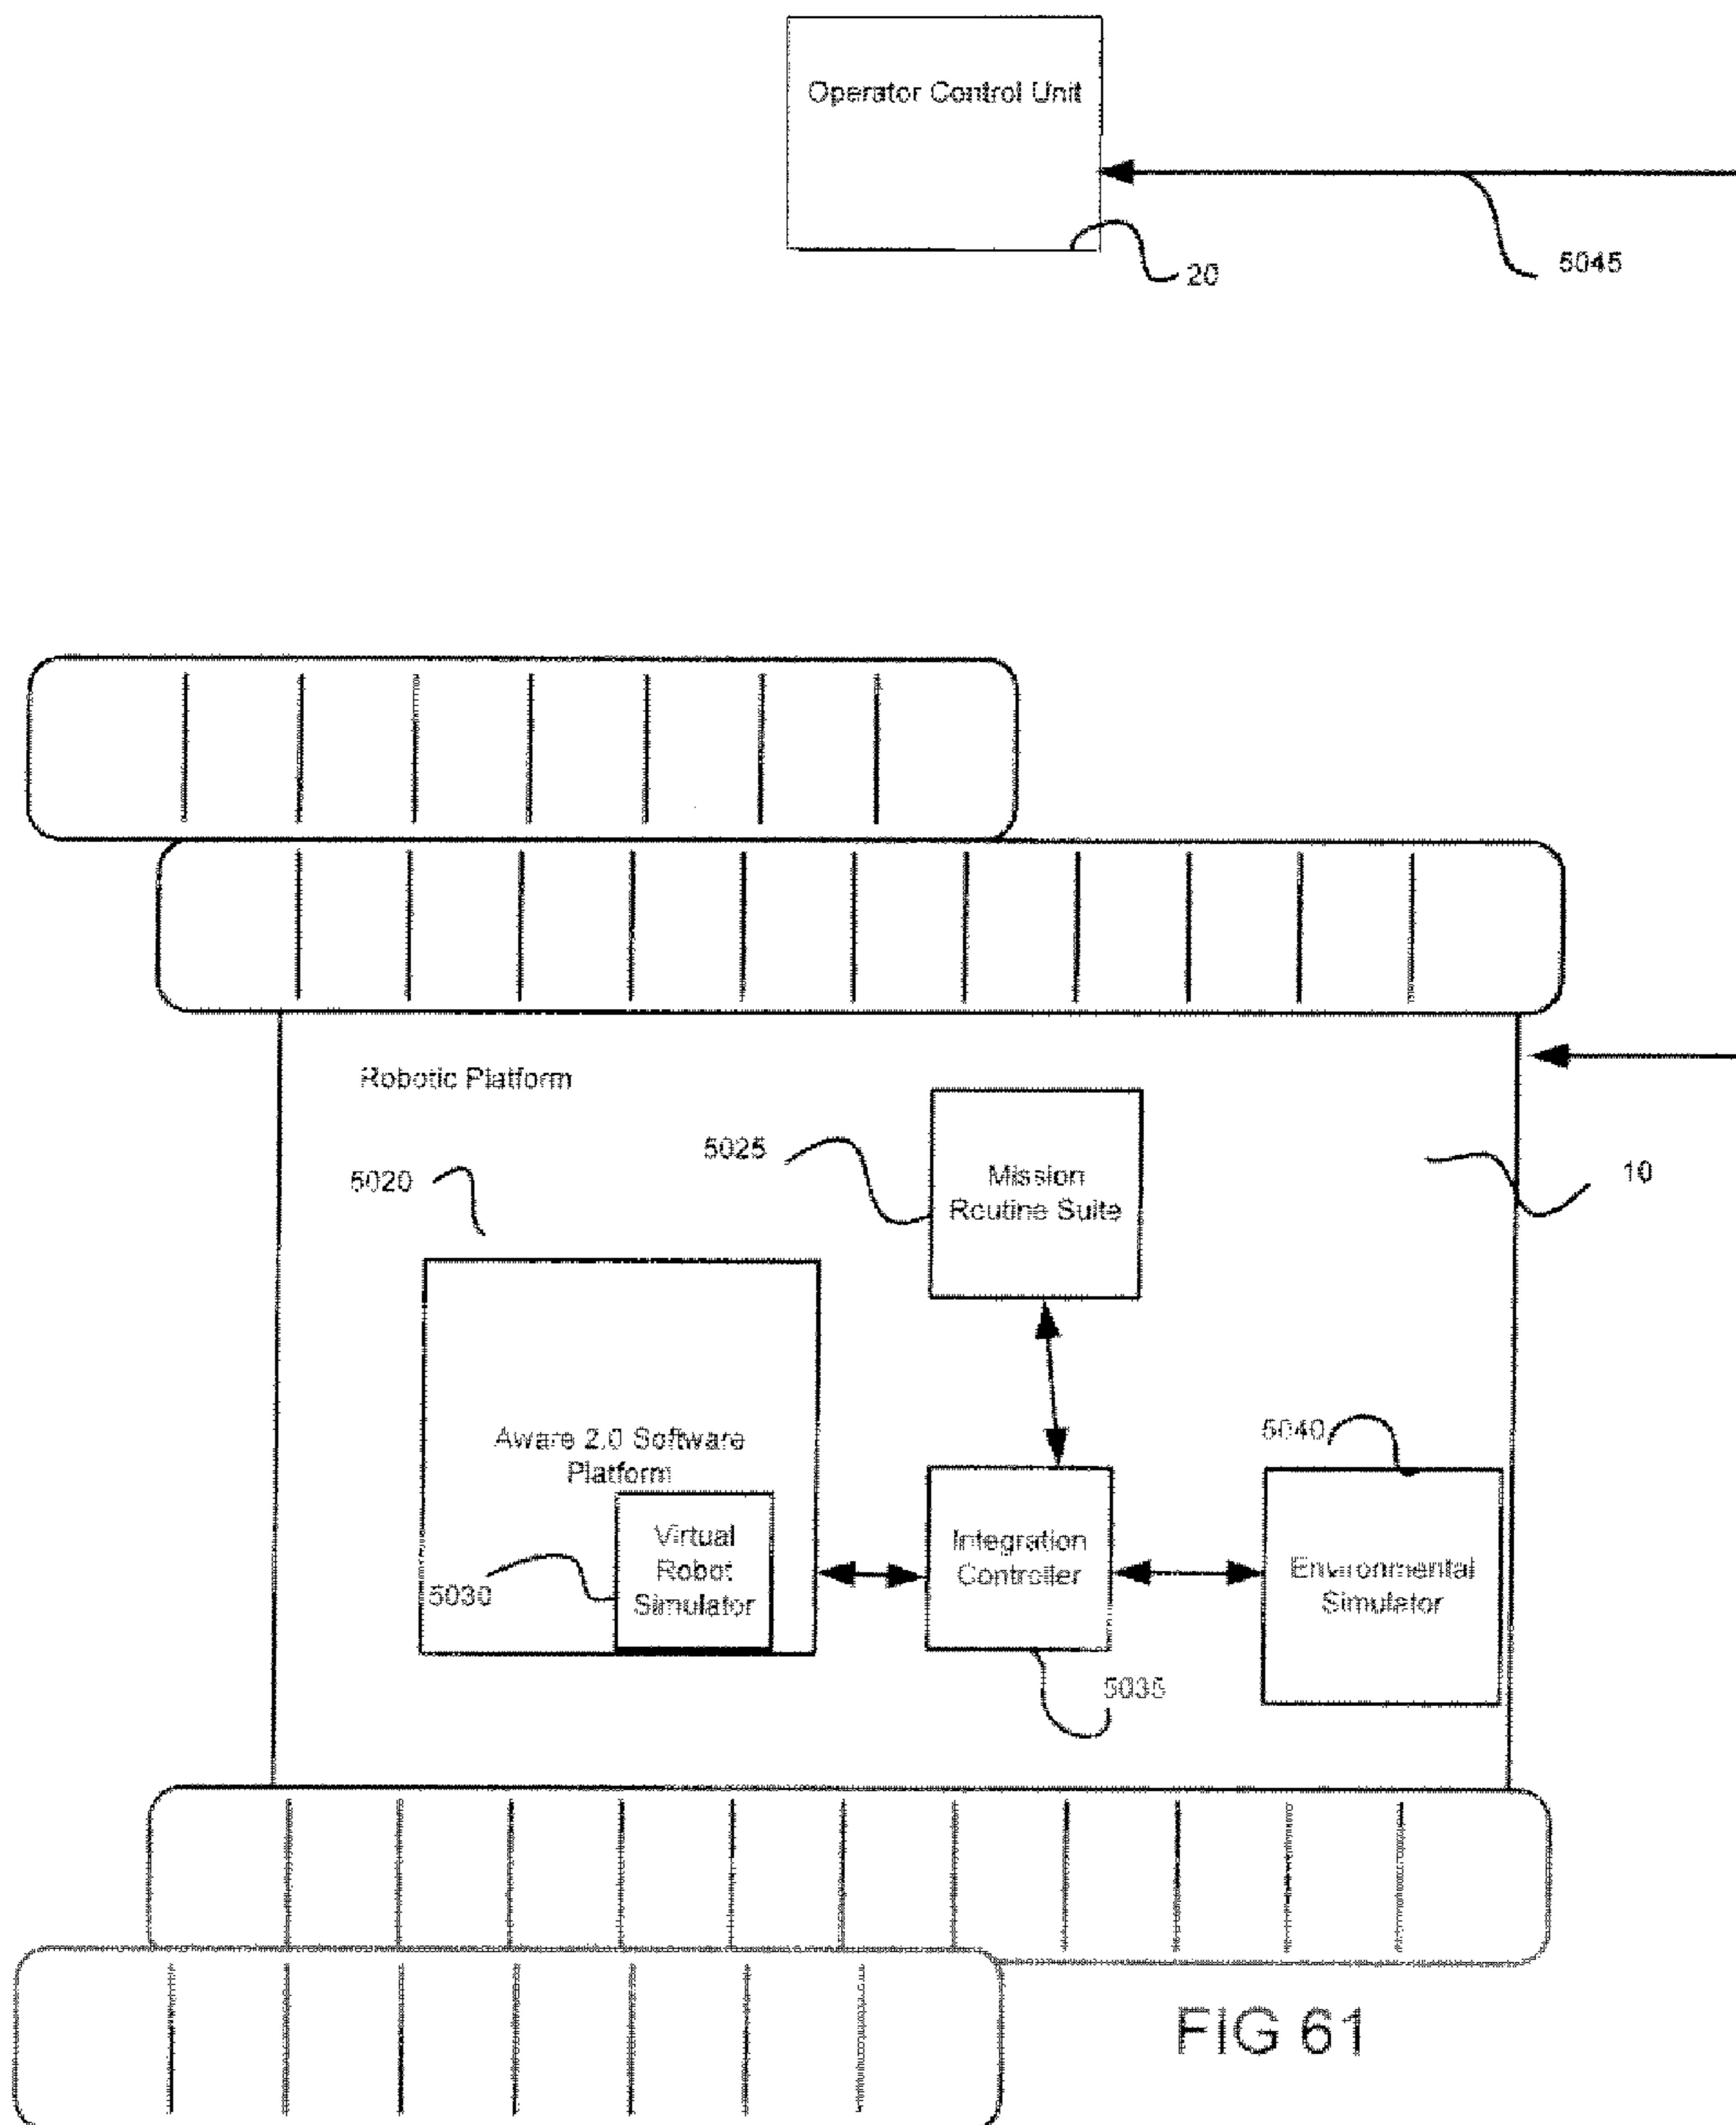 Operator Control Unit
20
5045
Robotic Platform
5025
5020
Mission
Routine Suite
10
Aware 2.0 Software
Platform
5040
Virtual
Robot
Simulator
5030
Integration
Controller
Environmental
Simulator
5035
FIG 61